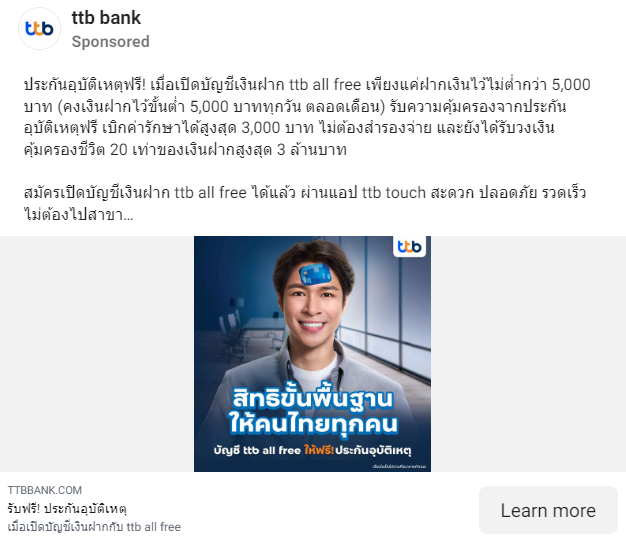 ttb
ttb bank
Sponsored
ประกันอุบัติเหตุฟรี! เมื่อเปิดบัญชีเงินฝาก ttb all free เพียงแค่ฝากเงินไว้ไม่ต่ำกว่า 5,000
บาท (คงเงินฝากไว้ขั้นต่ำ 5,000 บาททุกวัน ตลอดเดือน) รับความคุ้มครองจากประกัน
อุบัติเหตุฟรี เบิกค่ารักษาได้สูงสุด 3,000 บาท ไม่ต้องสำรองจ่าย และยังได้รับวงเงิน
คุ้มครองชีวิต 20 เท่าของเงินฝากสูงสุด 3 ล้านบาท
สมัครเปิดบัญชีเงินฝาก ttb all free ได้แล้ว ผ่านแอป ttb touch สะดวก ปลอดภัย รวดเร็ว
ไม่ต้องไปสาขา...
ttb
สิทธิขั้นพื้นฐาน
ให้คนไทยทุกคน
บัญชี ttb all free ให้ฟรี! ประกันอุบัติเหตุ
TTBBANK.COM
รับฟรี! ประกันอุบัติเหตุ
เมื่อเปิดบัญชีเงินฝากกับ ttb all free
Learn more